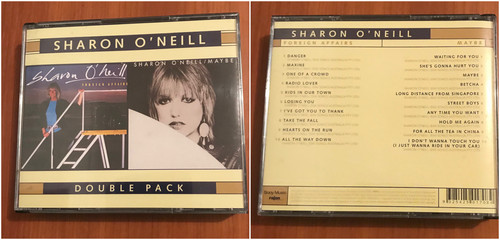 SHARON O'NEILL
Sharon O'Neill
FOREIGN AFFAIRS
SHARON O'NEILL/MAYBE
DOUBLE PACK
SHARON O'NEILL
FOREIGN AFFAIRS
MAYBE
DANGER
MAXINE
ONE OF A CROWD
RADIO LOVER
KIDS IN OUR TOWN
LOSING YOU
I'VE GOT YOU TO THANK
TAKE THE FALL
HEARTS ON THE RUN
ALL THE WAY DOWN
WAITING FOR YOU
SHE'S GONNA HURT YOU
MAYBE
BETCHA
LONG DISTANCE FROM SINGAPORE
STREET BOYS
ANY TIME YOU WANT
HOLD ME AGAIN
FOR ALL THE TEA IN CHINA
I DON'T WANNA TOUCH YOU
(I JUST WANNA RIDE IN YOUR CAR)
Sony Music